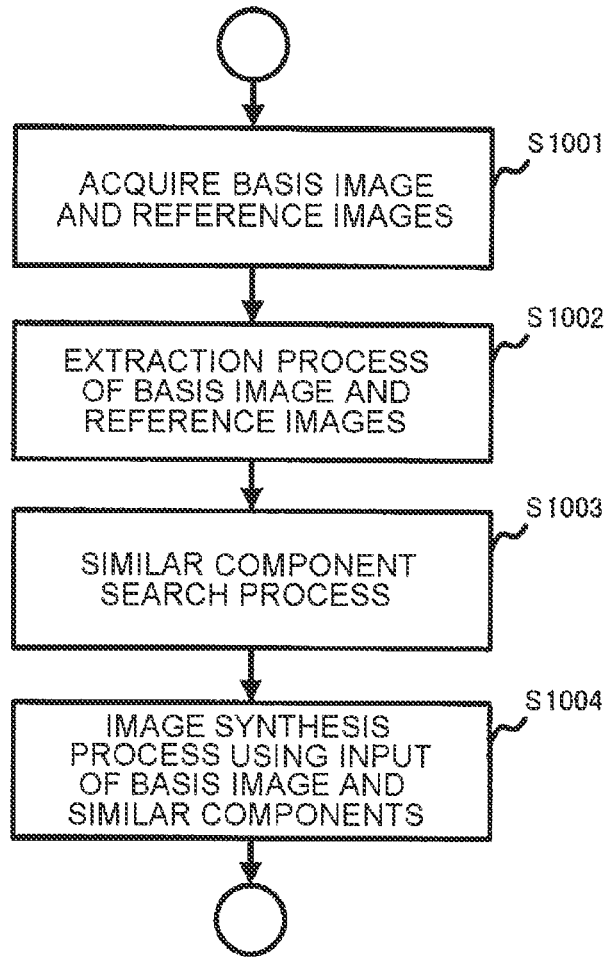 S1001
ACQUIRE BASIS IMAGE
AND REFERENCE IMAGES
S1002
EXTRACTION PROCESS
OF BASIS IMAGE AND
REFERENCE IMAGES
S1003
SIMILAR COMPONENT
SEARCH PROCESS
S1004
IMAGE SYNTHESIS
PROCESS USING INPUT
OF BASIS IMAGE AND
SIMILAR COMPONENTS